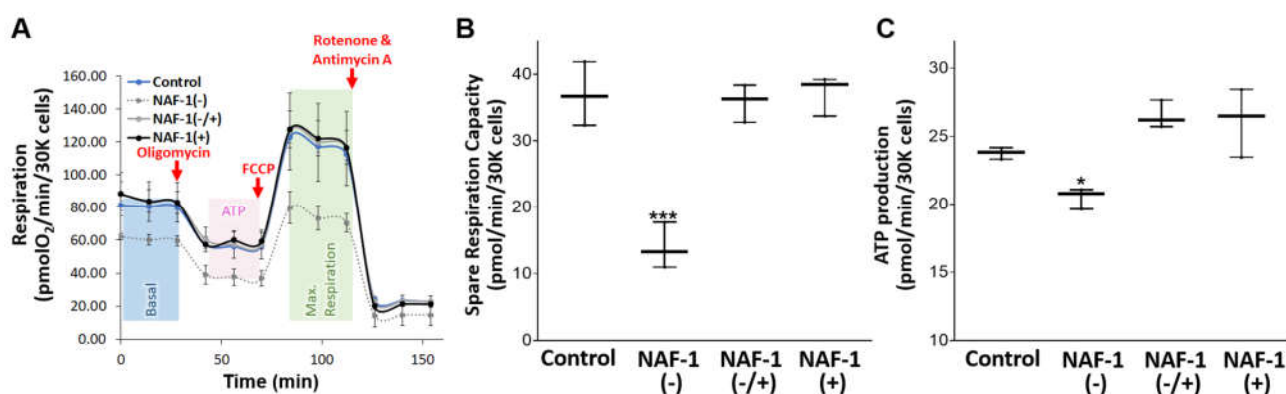 A
Rotenone &
Antimycin A
Control
NAF-1(-)
NAF-1(-/+)
NAF-1(+)
Oligomycin
FCCP
ATP
Basal
Max.
Respiration
Respiration
(pmolO₂/min/30K cells)
160.00
140.00
120.00
100.00
80.00
60.00
40.00
20.00
0.00
0 50 100 150
Time (min)
B
Spare Respiration Capacity
(pmol/min/30K cells)
40
30
20
10
***
Control NAF-1 NAF-1 NAF-1
(-) (-/+) (+)
C
ATP production
(pmol/min/30K cells)
30
25
20
10
*
Control NAF-1 NAF-1 NAF-1
(-) (-/+) (+)